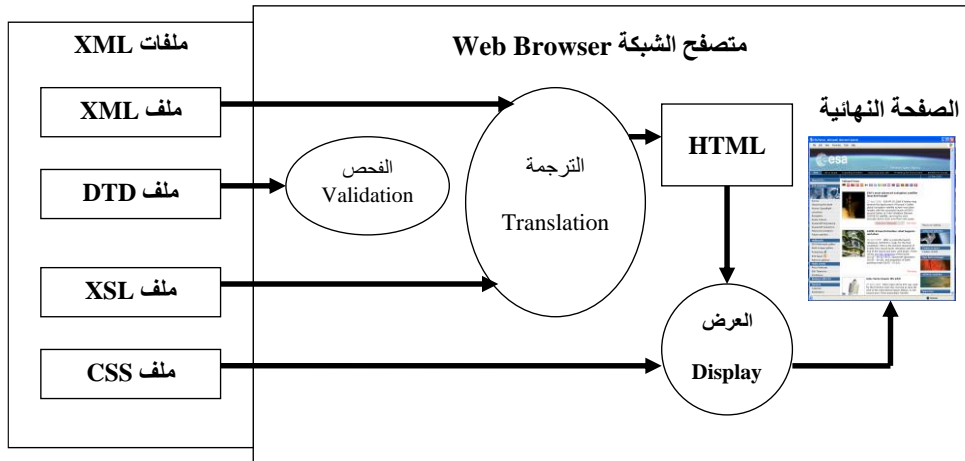 ملفات XML
متصفح الشبكة Web Browser
ملف XML
ملف DTD
ملف XSL
ملف CSS
الفحص
Validation
الترجمة
Translation
HTML
العرض
Display
الصفحة النهائية
esa